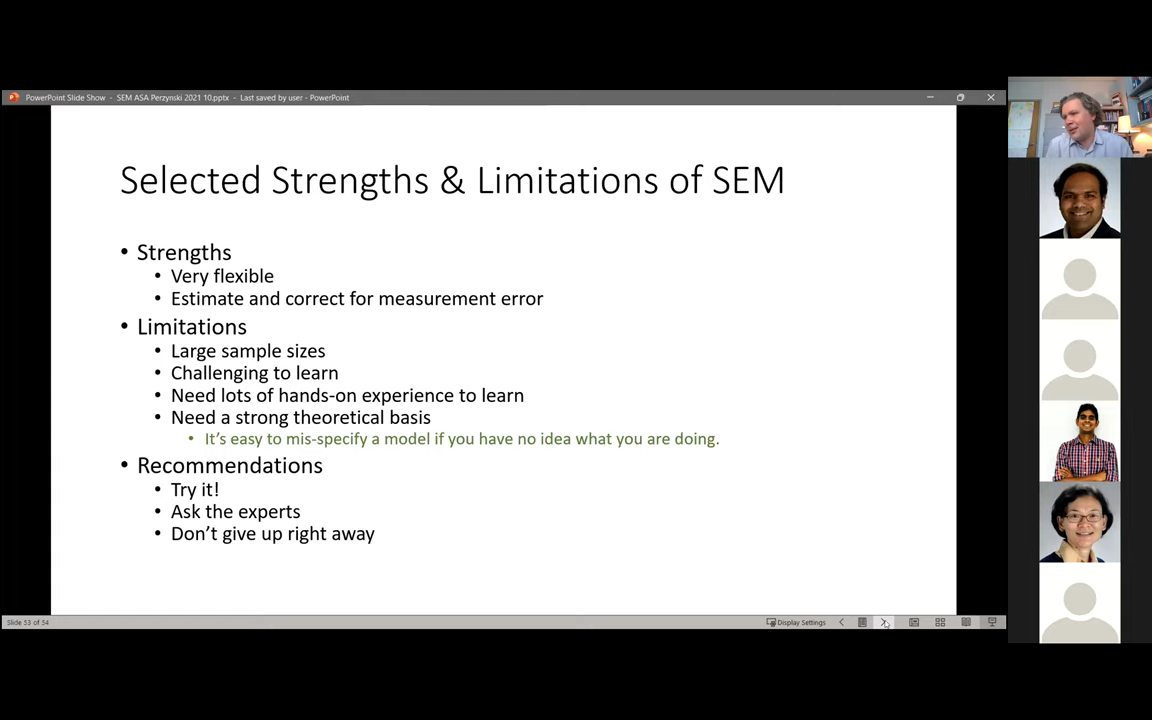 PowerPoint Slide Show - SEM ASA Perzynski 2021 10.pptx - Last saved by user - PowerPoint
Selected Strengths & Limitations of SEM
• Strengths
• Very flexible
• Estimate and correct for measurement error
• Limitations
• Large sample sizes
• Challenging to learn
• Need lots of hands-on experience to learn
• Need a strong theoretical basis
• It's easy to mis-specify a model if you have no idea what you are doing.
• Recommendations
• Try it!
• Ask the experts
• Don't give up right away
Slide 53 of 54
Display Settings